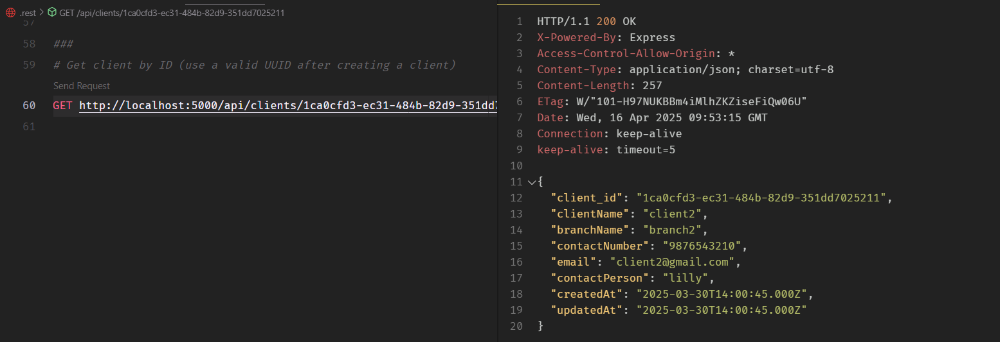 .rest > GET /api/clients/1ca0cfd3-ec31-484b-82d9-351dd7025211
57
58 ###
59 # Get client by ID (use a valid UUID after creating a client)
Send Request
60 GET http://localhost:5000/api/clients/1ca0cfd3-ec31-484b-82d9-351dd7
61
1 HTTP/1.1 200 OK
2 X-Powered-By: Express
3 Access-Control-Allow-Origin: *
4 Content-Type: application/json; charset=utf-8
5 Content-Length: 257
6 ETag: W/"101-H97NUKBBm4iMlhZKZiseFiQw06U"
7 Date: Wed, 16 Apr 2025 09:53:15 GMT
8 Connection: keep-alive
9 keep-alive: timeout=5
10
11 {
12 "client_id": "1ca0cfd3-ec31-484b-82d9-351dd7025211",
13 "clientName": "client2",
14 "branchName": "branch2",
15 "contactNumber": "9876543210",
16 "email": "client2@gmail.com",
17 "contactPerson": "lilly",
18 "createdAt": "2025-03-30T14:00:45.000Z",
19 "updatedAt": "2025-03-30T14:00:45.000Z"
20 }